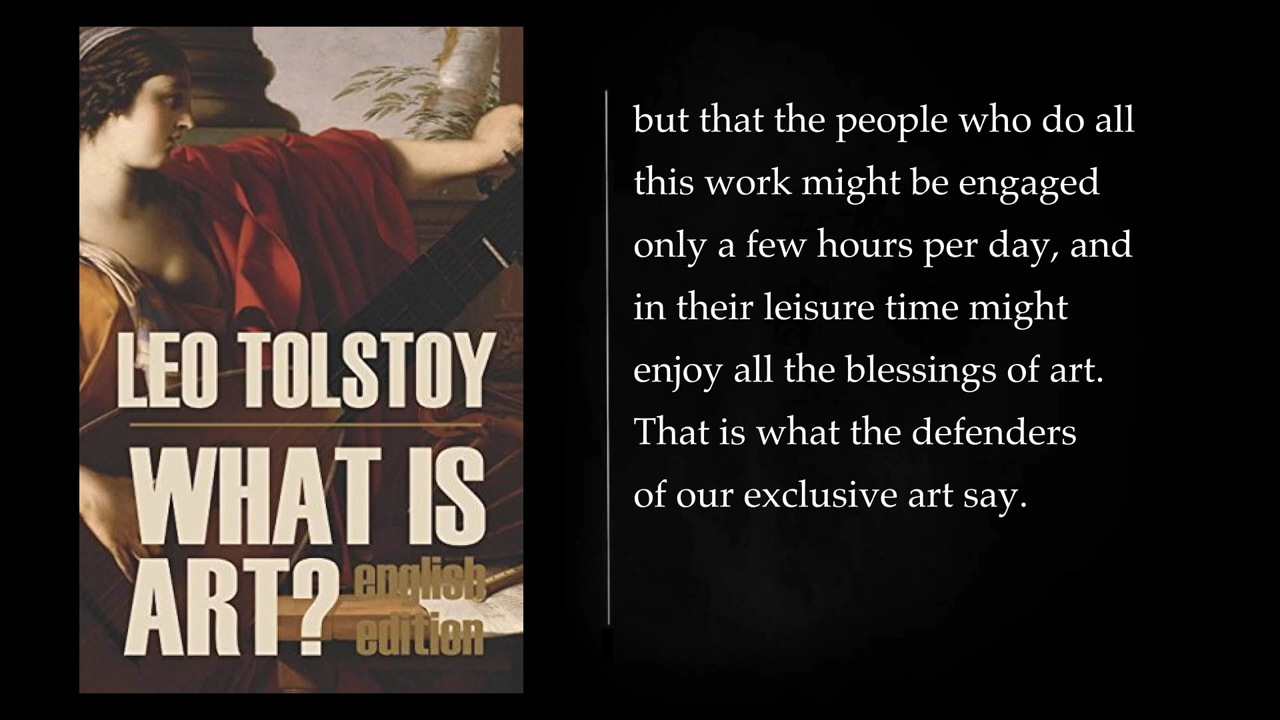 LEO TOLSTOY
WHAT IS
ART?
english
edition
but that the people who do all
this work might be engaged
only a few hours per day, and
in their leisure time might
enjoy all the blessings of art.
That is what the defenders
of our exclusive art say.